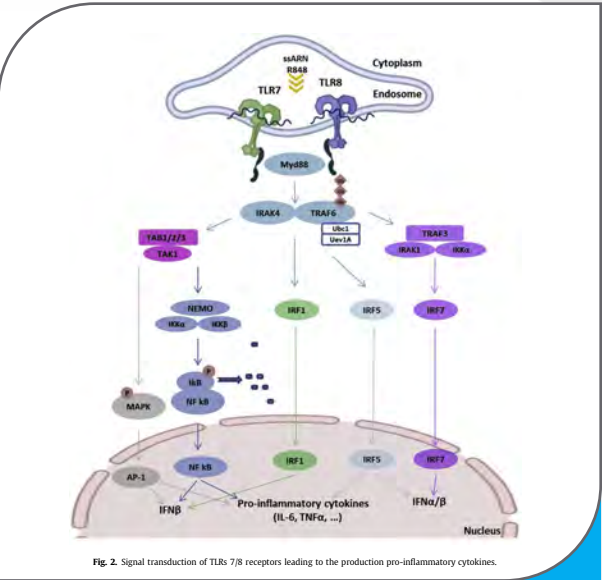 ssARN
R848
Cytoplasm
TLR7
TLR8
Endosome
Myd88
IRAK4
TRAF6
Ubc1
Uev1A
TAB1/2/3
TAK1
TRAF3
IRAK1
IKKα
NEMO
IKKα
IKKβ
IRF1
IRF5
IRF7
P
IkB
NF kB
P
MAPK
AP-1
NF kB
IRF1
IRF5
IRF7
IFNβ
Pro-inflammatory cytokines
(IL-6, TNFα, ...)
IFNα/β
Nucleus
Fig. 2. Signal transduction of TLRs 7/8 receptors leading to the production pro-inflammatory cytokines.